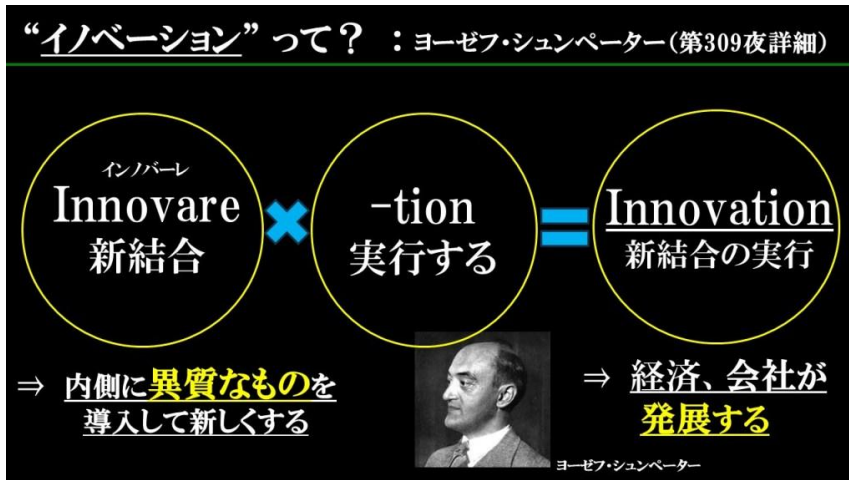 “イノベーション”って？ ：ヨーゼフ・シュンペーター（第309夜詳細）
インノバーレ
Innovare
新結合
×
-tion
実行する
=
Innovation
新結合の実行
⇒ 内側に異質なものを
導入して新しくする
⇒ 経済、会社が
発展する
ヨーゼフ・シュンペーター